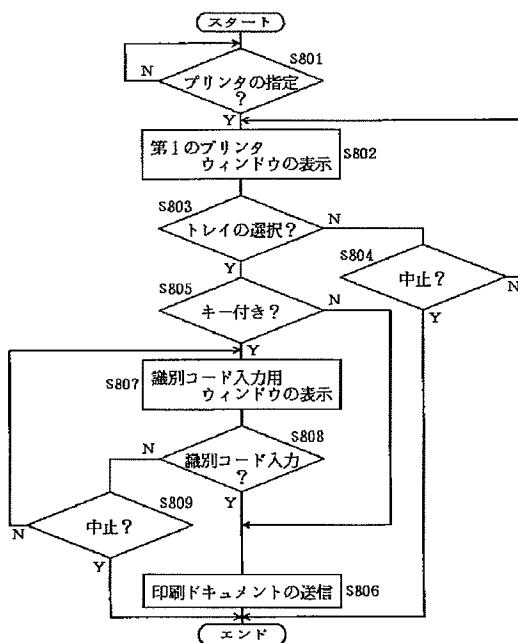 スタート
S801
N
プリンタの指定
?
Y
第1のプリンタ
ウィンドウの表示
S802
S803
トレイの選択?
N
Y
S804
中止?
N
Y
S805
キー付き?
N
Y
S807
識別コード入力用
ウィンドウの表示
S808
N
識別コード入力
?
Y
S809
中止?
N
Y
印刷ドキュメントの送信
S806
エンド